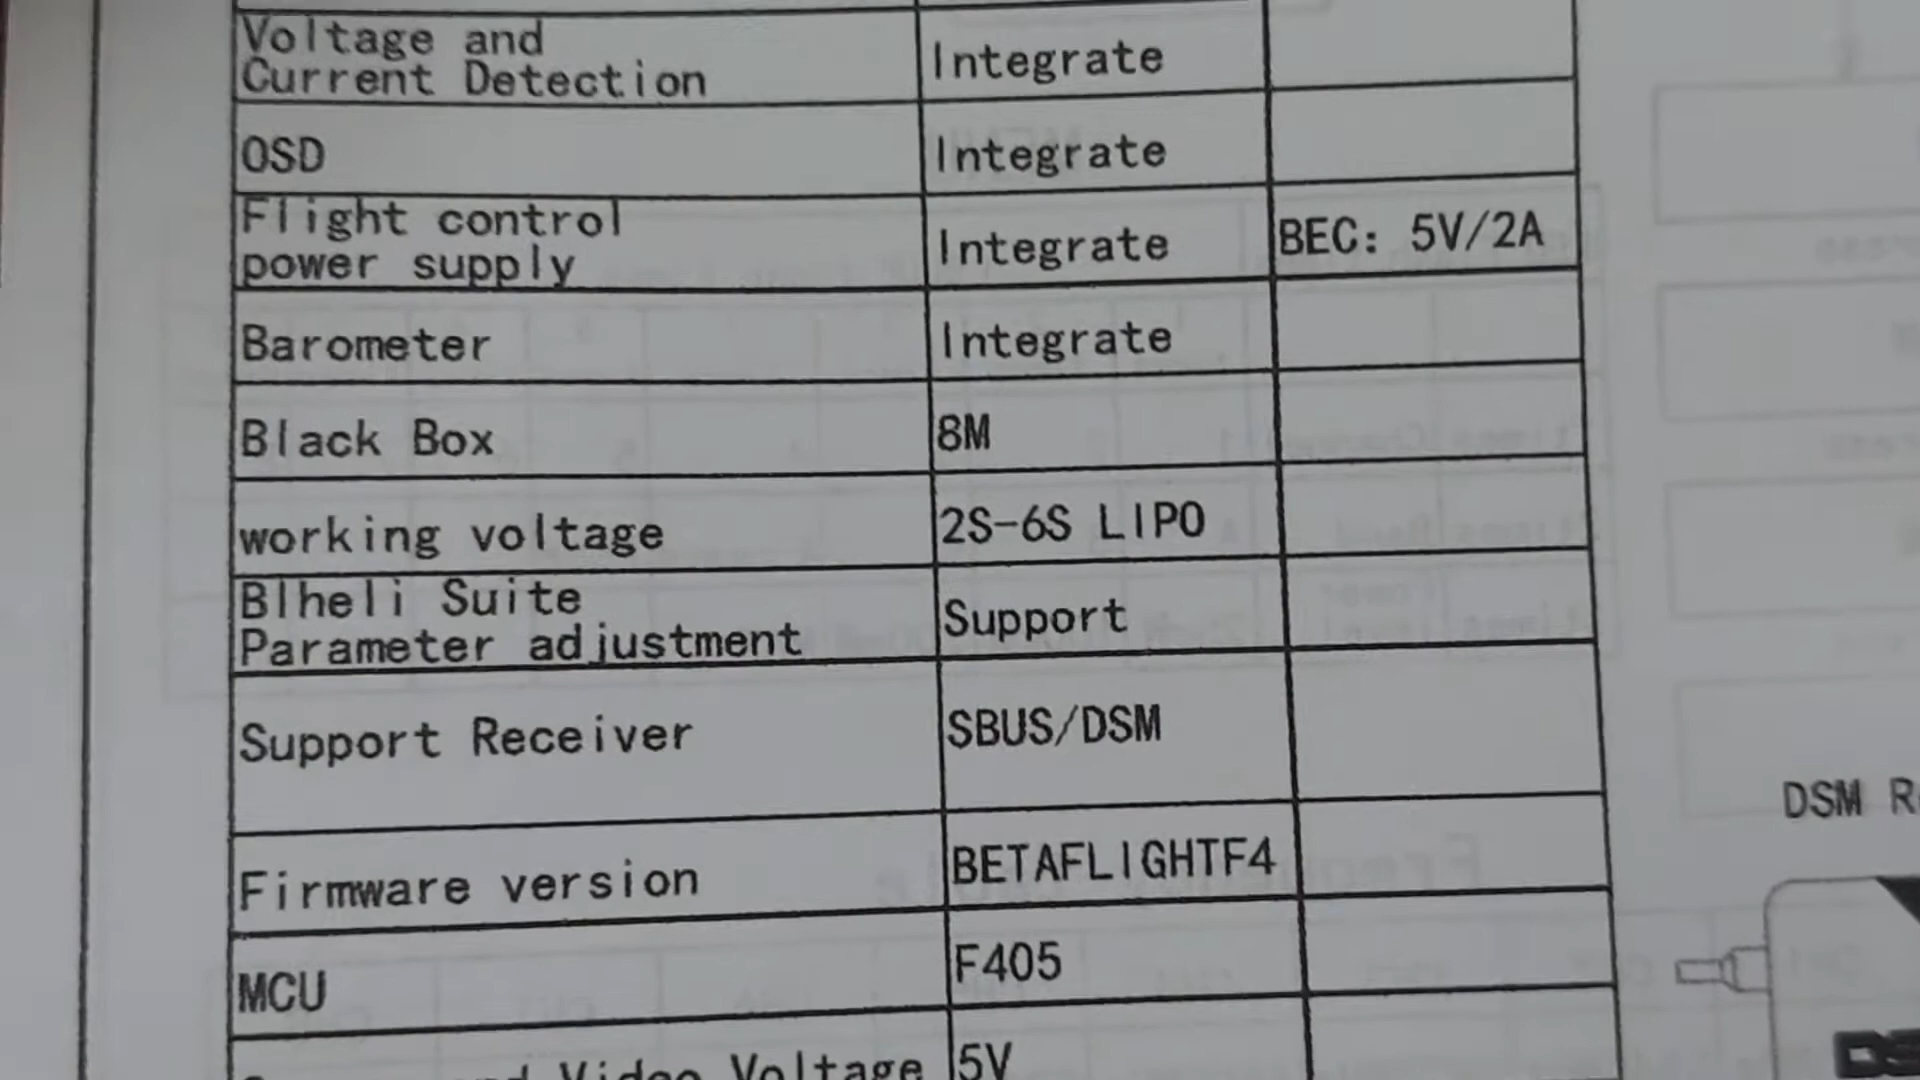 Voltage and
Current Detection
Integrate
OSD
Integrate
Flight control
power supply
Integrate
BEC: 5V/2A
Barometer
Integrate
Black Box
8M
working voltage
2S-6S LIPO
Blheli Suite
Parameter adjustment
Support
Support Receiver
SBUS/DSM
Firmware version
BETAFLIGHTF4
MCU
F405
Video Voltage
5V
DSM